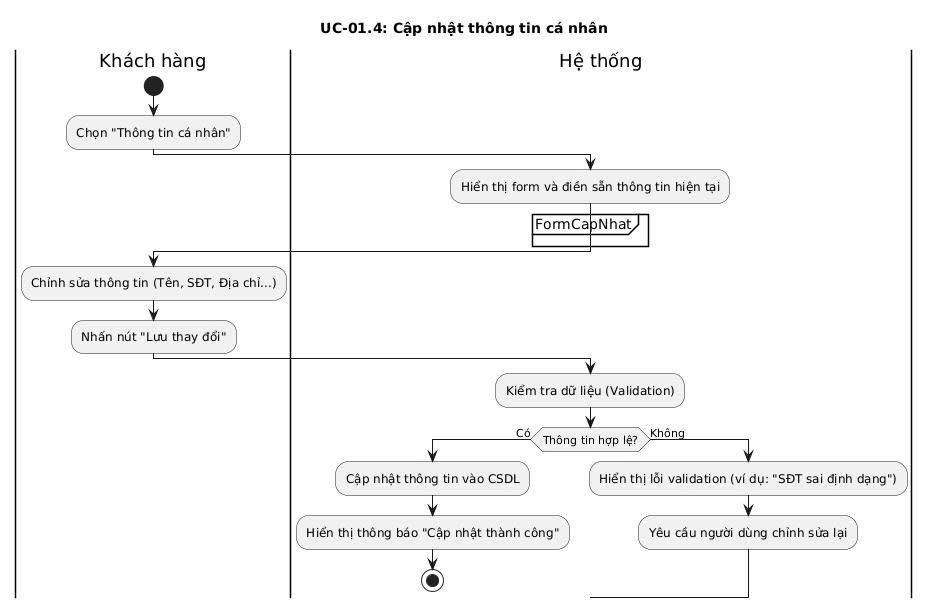 UC-01.4: Cập nhật thông tin cá nhân
Khách hàng
Hệ thống
Chọn "Thông tin cá nhân"
Hiển thị form và điền sẵn thông tin hiện tại
FormCapNhat
Chỉnh sửa thông tin (Tên, SĐT, Địa chỉ...)
Nhấn nút "Lưu thay đổi"
Kiểm tra dữ liệu (Validation)
Thông tin hợp lệ?
Có
Không
Cập nhật thông tin vào CSDL
Hiển thị lỗi validation (ví dụ: "SĐT sai định dạng")
Hiển thị thông báo "Cập nhật thành công"
Yêu cầu người dùng chỉnh sửa lại